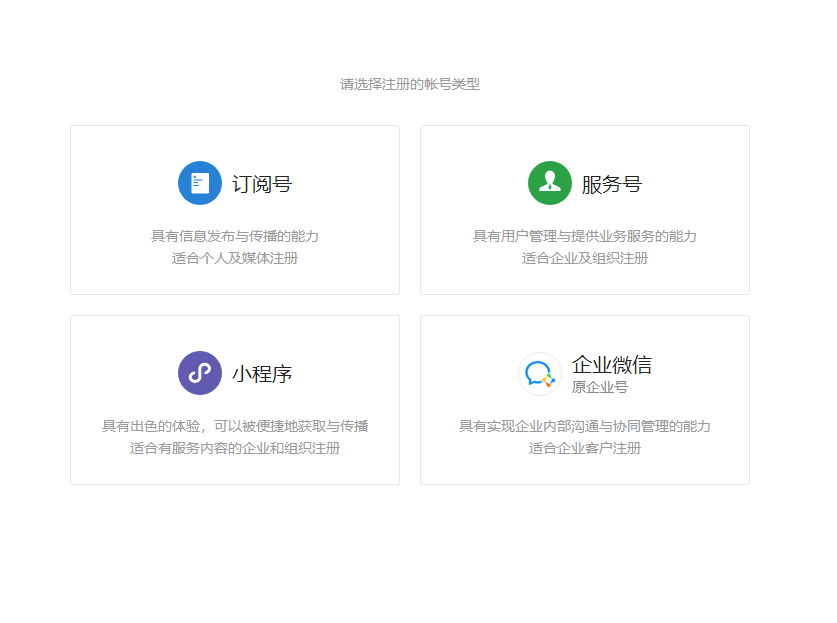 请选择注册的帐号类型
订阅号
具有信息发布与传播的能力
适合个人及媒体注册
服务号
具有用户管理与提供业务服务的能力
适合企业及组织注册
小程序
具有出色的体验，可以被便捷地获取与传播
适合有服务内容的企业和组织注册
企业微信
原企业号
具有实现企业内部沟通与协同管理的能力
适合企业客户注册